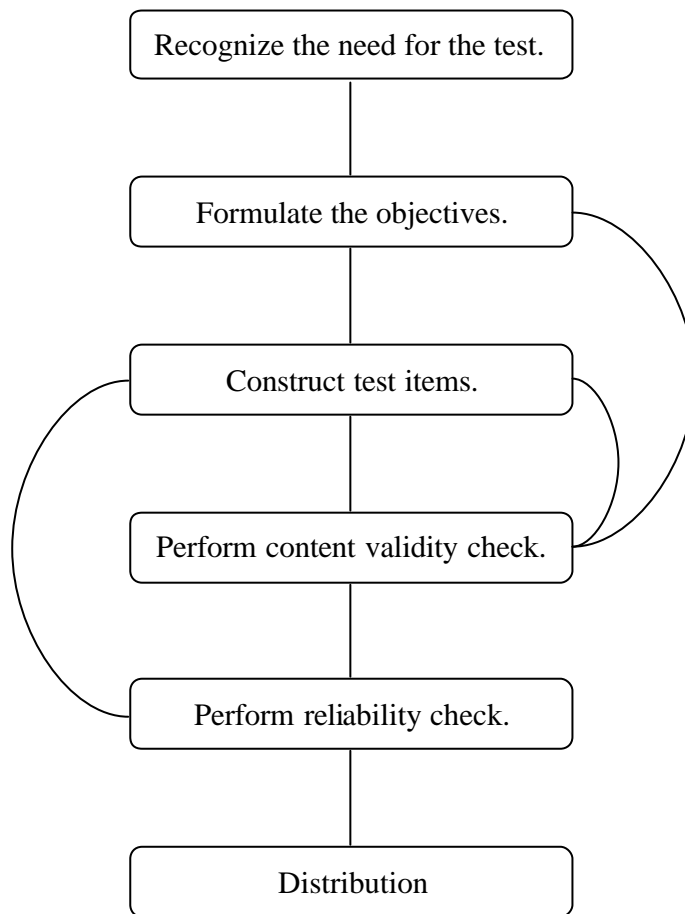 Recognize the need for the test.
Formulate the objectives.
Construct test items.
Perform content validity check.
Perform reliability check.
Distribution